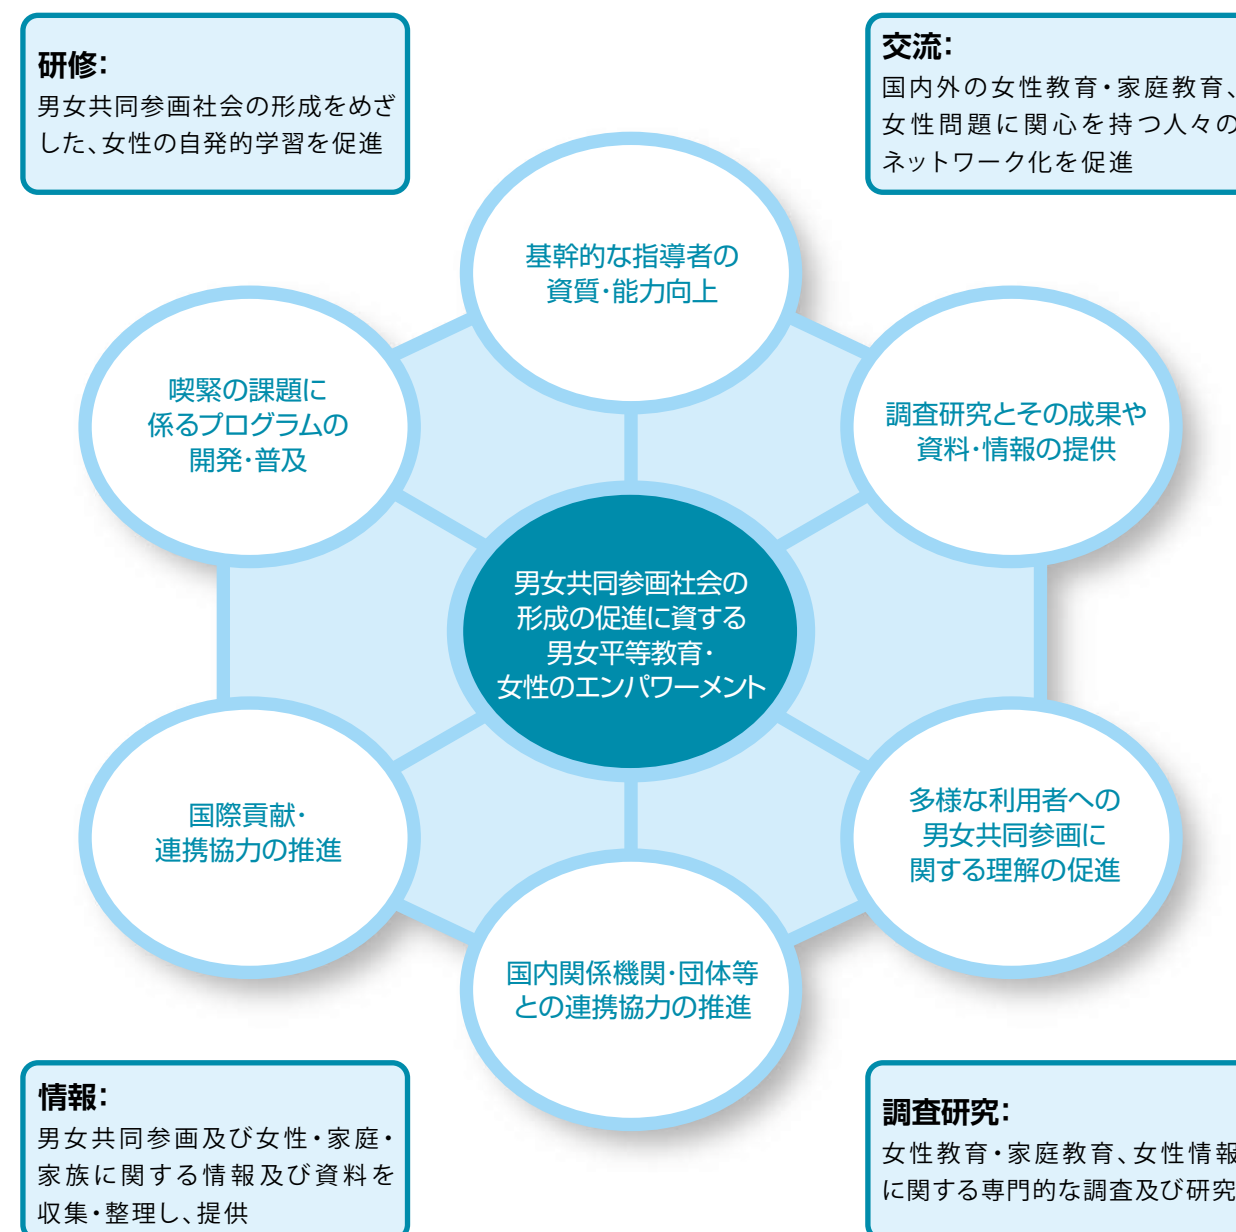 研修：
男女共同参画社会の形成をめざ
した、女性の自発的学習を促進
交流：
国内外の女性教育・家庭教育、
女性問題に関心を持つ人々の
ネットワーク化を促進
基幹的な指導者の
資質・能力向上
喫緊の課題に
係るプログラムの
開発・普及
調査研究とその成果や
資料・情報の提供
男女共同参画社会の
形成の促進に資する
男女平等教育・
女性のエンパワーメント
国際貢献・
連携協力の推進
多様な利用者への
男女共同参画に
関する理解の促進
国内関係機関・団体等
との連携協力の推進
情報：
男女共同参画及び女性・家庭・
家族に関する情報及び資料を
収集・整理し、提供
調査研究：
女性教育・家庭教育、女性情報
に関する専門的な調査及び研究